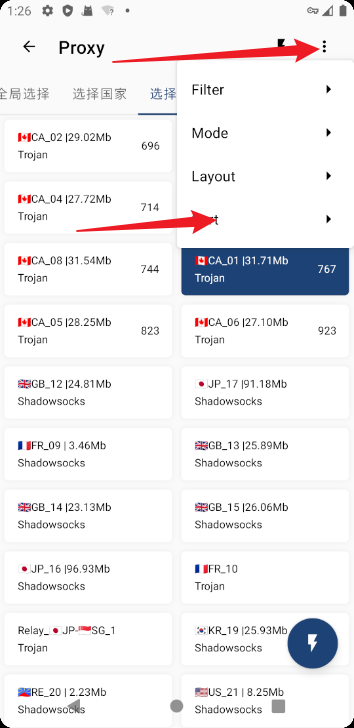 1:26
Proxy
全局选择 选择国家 选择
Filter
Mode
Layout
CA_02 |29.02Mb
Trojan
696
CA_04 |27.72Mb
Trojan
714
CA_08 |31.54Mb
Trojan
744
CA_01 |31.71Mb
Trojan
767
CA_05 |28.25Mb
Trojan
823
CA_06 |27.10Mb
Trojan
923
GB_12 |24.81Mb
Shadowsocks
JP_17 |91.18Mb
Shadowsocks
FR_09 | 3.46Mb
Shadowsocks
GB_13 |25.89Mb
Shadowsocks
GB_14 |23.13Mb
Shadowsocks
GB_15 |26.06Mb
Shadowsocks
JP_16 |96.93Mb
Shadowsocks
FR_10
Trojan
Relay_🇯🇵JP-🇸🇬SG_1
Trojan
KR_19 |25.93Mb
Shadowsocks
RE_20 | 2.23Mb
Shadowsocks
US_21 | 8.25Mb
Shadowsocks